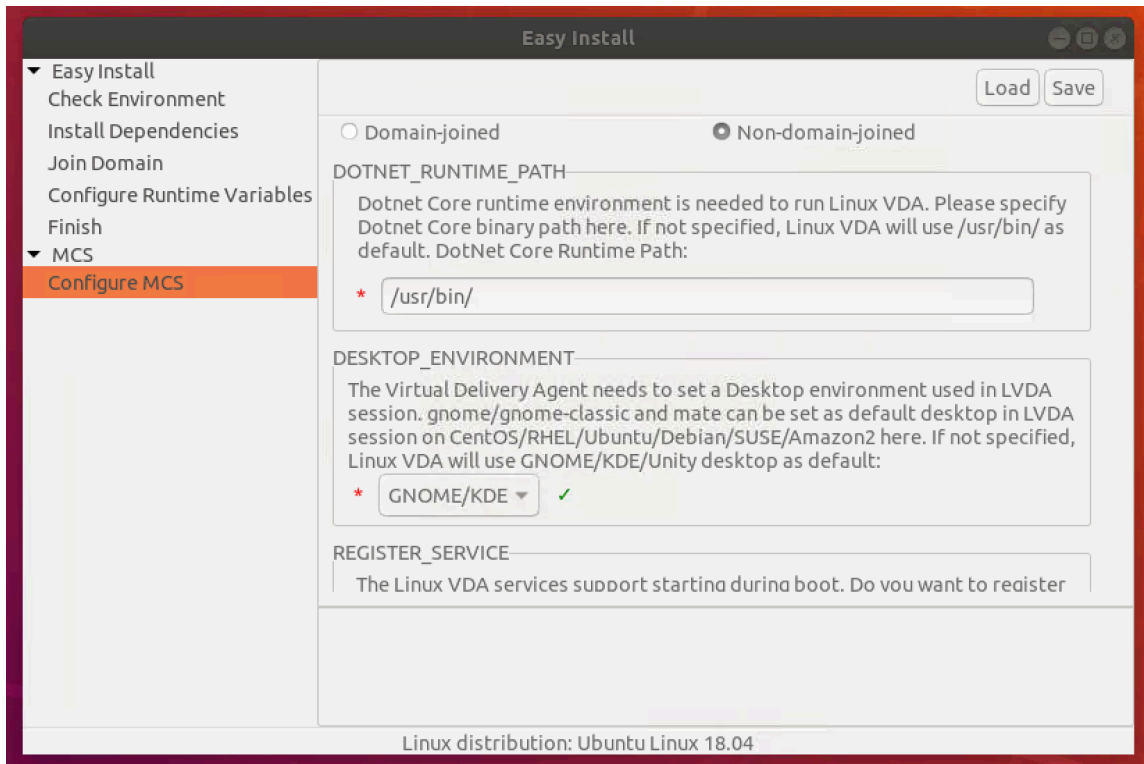 Easy Install
Easy Install
Check Environment
Install Dependencies
Join Domain
Configure Runtime Variables
Finish
MCS
Configure MCS
Load Save
Domain-joined Non-domain-joined
DOTNET_RUNTIME_PATH
Dotnet Core runtime environment is needed to run Linux VDA. Please specify
Dotnet Core binary path here. If not specified, Linux VDA will use /usr/bin/ as
default. DotNet Core Runtime Path:
* /usr/bin/
DESKTOP_ENVIRONMENT
The Virtual Delivery Agent needs to set a Desktop environment used in LVDA
session. gnome/gnome-classic and mate can be set as default desktop in LVDA
session on CentOS/RHEL/Ubuntu/Debian/SUSE/Amazon2 here. If not specified,
Linux VDA will use GNOME/KDE/Unity desktop as default:
* GNOME/KDE ✓
REGISTER_SERVICE
The Linux VDA services support starting during boot. Do you want to register
Linux distribution: Ubuntu Linux 18.04